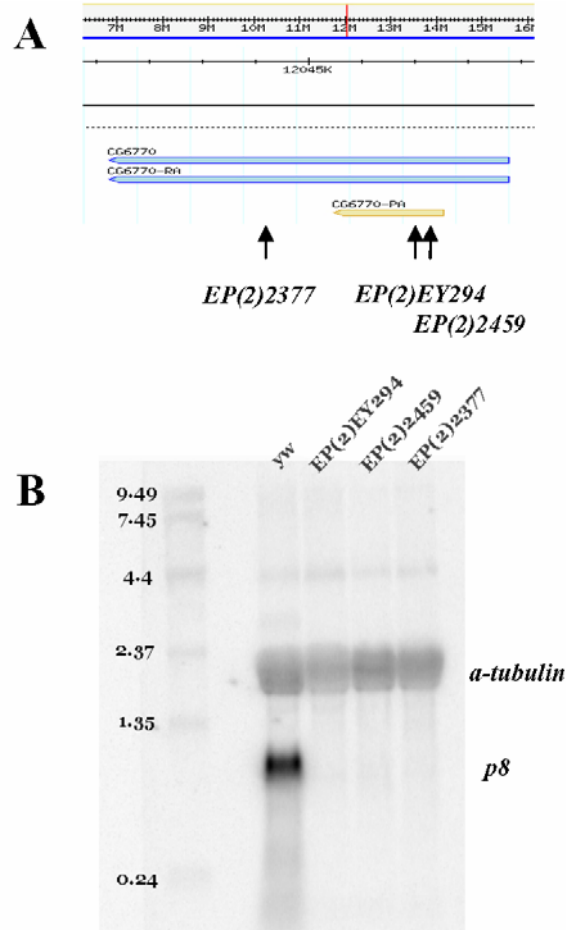 A
7M 8M 9M 10M 11M 12M 13M 14M 15M 16M
12045K
CG6770
CG6770-RA
CG6770-PA
EP(2)2377 EP(2)EY294
EP(2)2459
B
yw EP(2)EY294 EP(2)2459 EP(2)2377
9.49
7.45
4.4
2.37
a-tubulin
1.35
p8
0.24